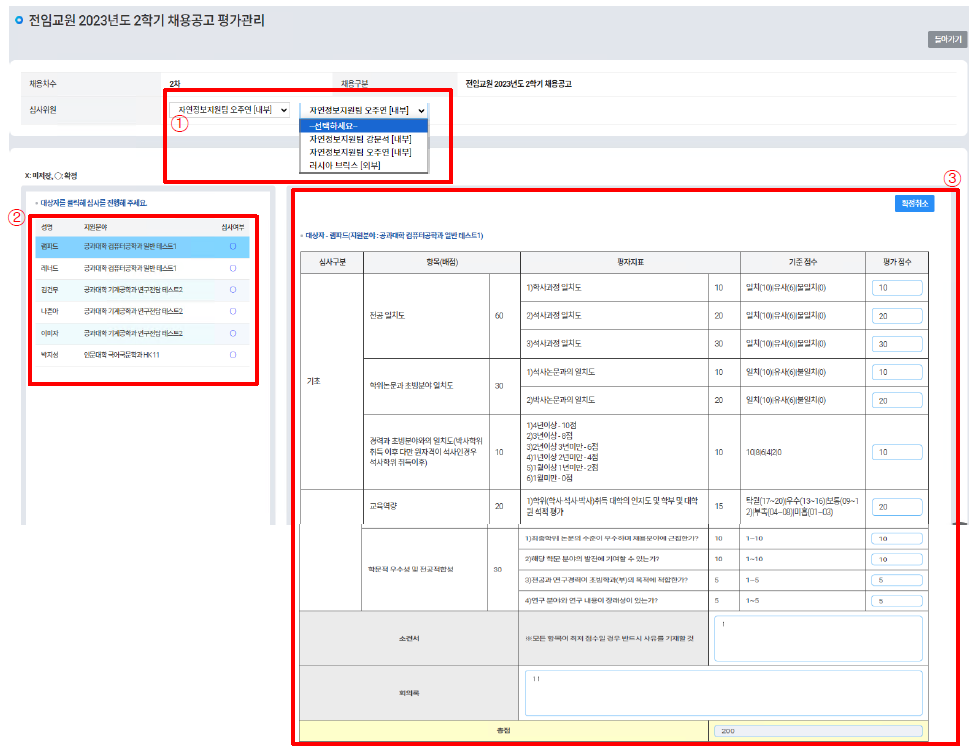 전임교원 2023년도 2학기 채용공고 평가관리
돌아가기
채용차수 2차 채용구분 전임교원 2023년도 2학기 채용공고
심사위원 자연정보지원팀 오주연 [내부] 자연정보지원팀 오주연 [내부]
①
--선택하세요--
자연정보지원팀 강문석 [내부]
자연정보지원팀 오주연 [내부]
러시아 브릭스 [외부]
X: 미저장, ○: 확정
③
대상자를 클릭해 심사를 진행해 주세요.
확정취소
②
성명 지원분야 심사여부
램파드 공과대학 컴퓨터공학과 일반 테스트1 ○
레너드 공과대학 컴퓨터공학과 일반 테스트1 ○
김건우 공과대학 기계공학과 연구전담 테스트2 ○
나존아 공과대학 기계공학과 연구전담 테스트2 ○
이미자 공과대학 기계공학과 연구전담 테스트2 ○
박지성 인문대학 국어국문학과 HK 11 ○
대상자 - 램파드(지원분야 : 공과대학 컴퓨터공학과 일반 테스트1)
심사구분 항목(배점) 평자지표 기준 점수 평가 점수
기초
전공 일치도 60
1)학사과정 일치도 10 일치(10)|유사(6)|불일치(0) 10
2)석사과정 일치도 20 일치(10)|유사(6)|불일치(0) 20
3)석사과정 일치도 30 일치(10)|유사(6)|불일치(0) 30
학위논문과 초빙분야 일치도 30
1)석사논문과의 일치도 10 일치(10)|유사(6)|불일치(0) 10
2)박사논문과의 일치도 20 일치(10)|유사(6)|불일치(0) 20
경력과 초빙분야와의 일치도(박사학위
취득 이후 다만 원자격이 석사인경우
석사학위 취득이후)
10
1)4년이상 - 10점
2)3년이상 - 8점
3)2년이상 3년미만 - 6점
4)1년이상 2년미만 - 4점
5)1월이상 1년미만 - 2점
6)1월미만 - 0점
10 10|8|6|4|2|0 10
교육역량 20
1)학위(학사·석사·박사)취득 대학의 인지도 및 학부 및 대학
원 석적 평가
15
탁월(17~20)|우수(13~16)|보통(09~1
2)|부족(04~08)|미흡(01~03)
20
학문적 우수성 및 전공적합성 30
1)최종학위 논문의 수준이 우수하며 채용분야에 근접한가? 10 1~10 10
2)해당 학문 분야의 발전에 기여할 수 있는가? 10 1~10 10
3)전공과 연구경력이 초빙학과(부)의 목적에 적합한가? 5 1~5 5
4)연구 분야와 연구 내용이 장래성이 있는가? 5 1~5 5
소견서 ※모든 항목이 최저 점수일 경우 반드시 사유를 기재할 것 1
회의록 11
총점 200